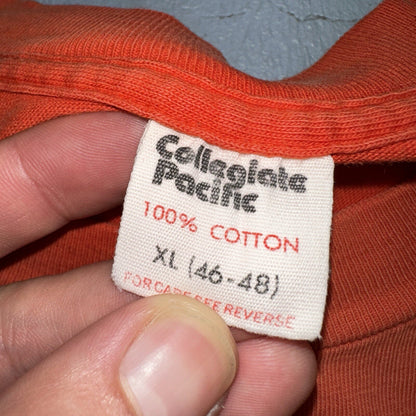 Collegiate
Pacific
100% COTTON
XL (46-48)
FOR CARE SEE REVERSE